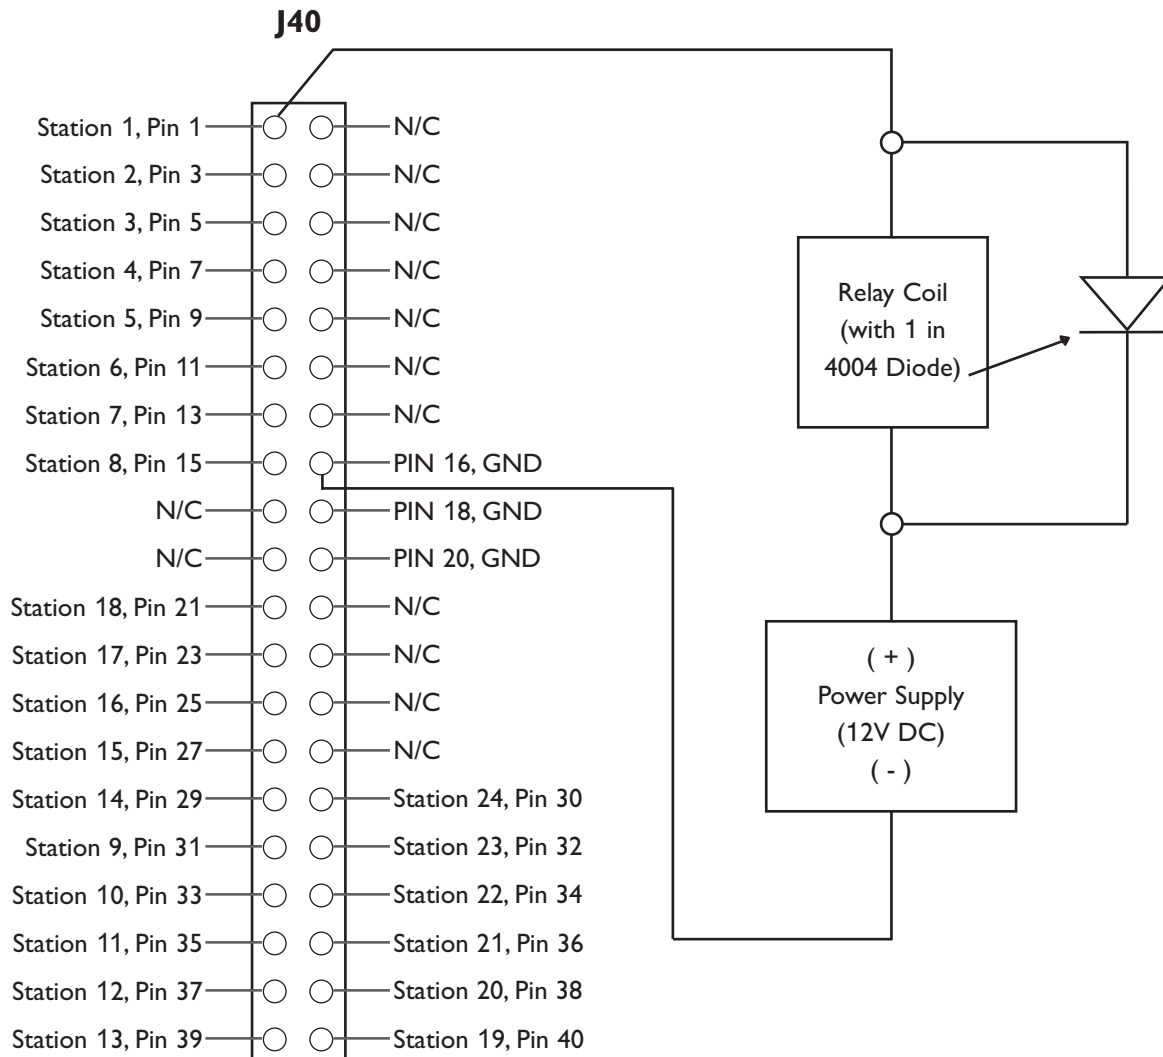 J40
Station 1, Pin 1 N/C
Station 2, Pin 3 N/C
Station 3, Pin 5 N/C
Station 4, Pin 7 N/C
Station 5, Pin 9 N/C
Station 6, Pin 11 N/C
Station 7, Pin 13 N/C
Station 8, Pin 15 PIN 16, GND
N/C PIN 18, GND
N/C PIN 20, GND
Station 18, Pin 21 N/C
Station 17, Pin 23 N/C
Station 16, Pin 25 N/C
Station 15, Pin 27 N/C
Station 14, Pin 29 Station 24, Pin 30
Station 9, Pin 31 Station 23, Pin 32
Station 10, Pin 33 Station 22, Pin 34
Station 11, Pin 35 Station 21, Pin 36
Station 12, Pin 37 Station 20, Pin 38
Station 13, Pin 39 Station 19, Pin 40
Relay Coil
(with 1 in
4004 Diode)
( + )
Power Supply
(12V DC)
( - )